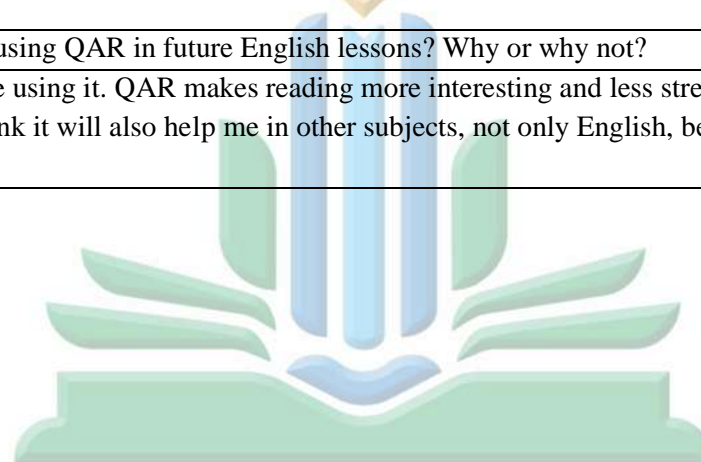 using QAR in future English lessons? Why or why not?
e using it. QAR makes reading more interesting and less stre
nk it will also help me in other subjects, not only English, be